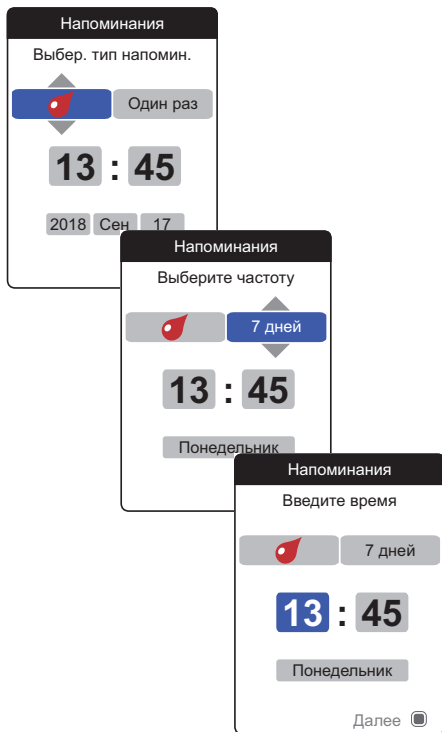 Напоминания
Выбер. тип напомин.
Один раз
13 : 45
2018 Сен 17
Напоминания
Выберите частоту
7 дней
13 : 45
Понедельник
Напоминания
Введите время
7 дней
13 : 45
Понедельник
Далее